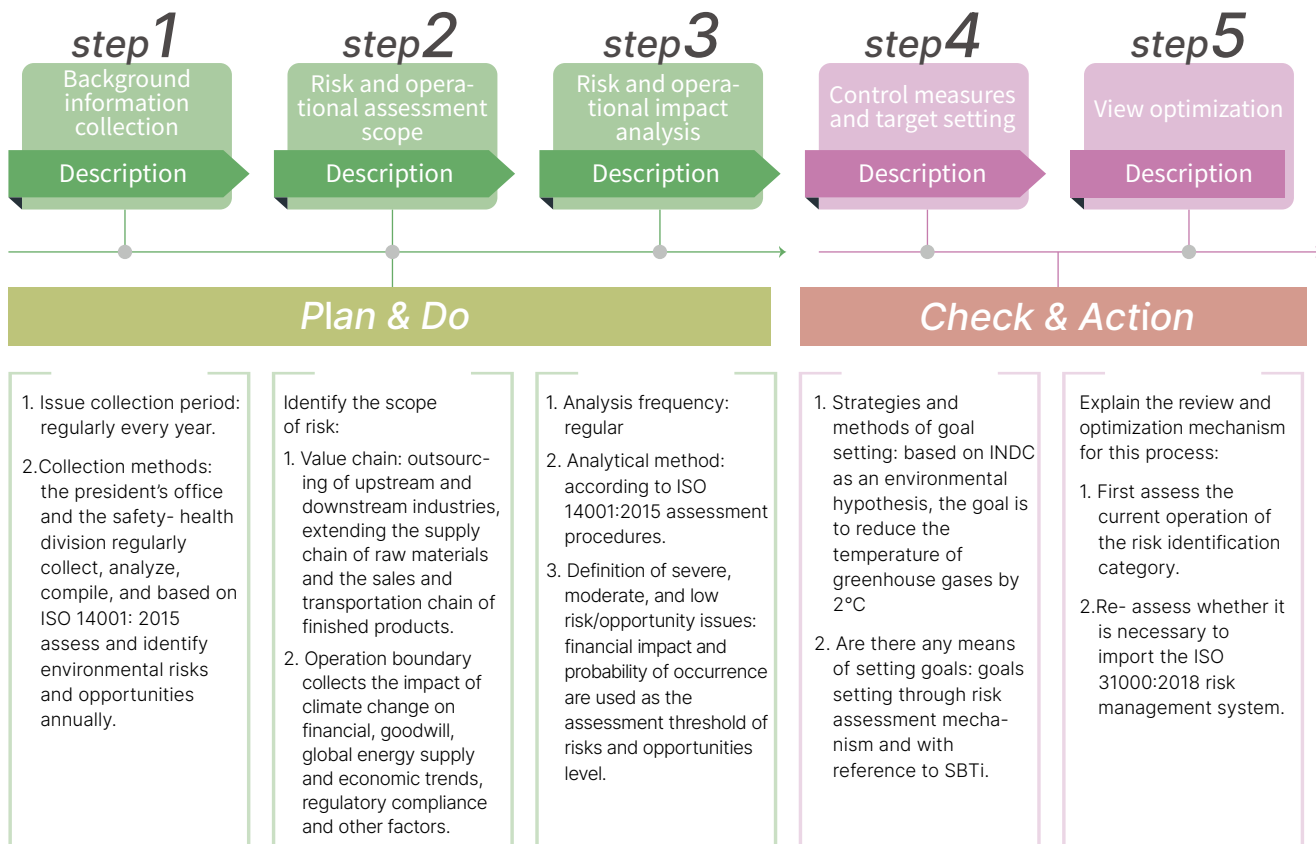 step1
Background
information
collection
Description
step2
Risk and opera-
tional assessment
scope
Description
step3
Risk and opera-
tional impact
analysis
Description
step4
Control measures
and target setting
Description
step5
View optimization
Description
Plan & Do
Check & Action
1. Issue collection period:
regularly every year.
2.Collection methods:
the president's office
and the safety- health
division regularly
collect, analyze,
compile, and based on
ISO 14001: 2015
assess and identify
environmental risks
and opportunities
annually.
Identify the scope
of risk:
1. Value chain: outsourc-
ing of upstream and
downstream industries,
extending the supply
chain of raw materials
and the sales and
transportation chain of
finished products.
2. Operation boundary
collects the impact of
climate change on
financial, goodwill,
global energy supply
and economic trends,
regulatory compliance
and other factors.
1. Analysis frequency:
regular
2. Analytical method:
according to ISO
14001:2015 assessment
procedures.
3. Definition of severe,
moderate, and low
risk/opportunity issues:
financial impact and
probability of occurrence
are used as the
assessment threshold of
risks and opportunities
level.
1. Strategies and
methods of goal
setting: based on INDC
as an environmental
hypothesis, the goal is
to reduce the
temperature of
greenhouse gases by
2°C
2. Are there any means
of setting goals: goals
setting through risk
assessment mecha-
nism and with
reference to SBTi.
Explain the review and
optimization mechanism
for this process:
1. First assess the
current operation of
the risk identification
category.
2.Re- assess whether it
is necessary to
import the ISO
31000:2018 risk
management system.